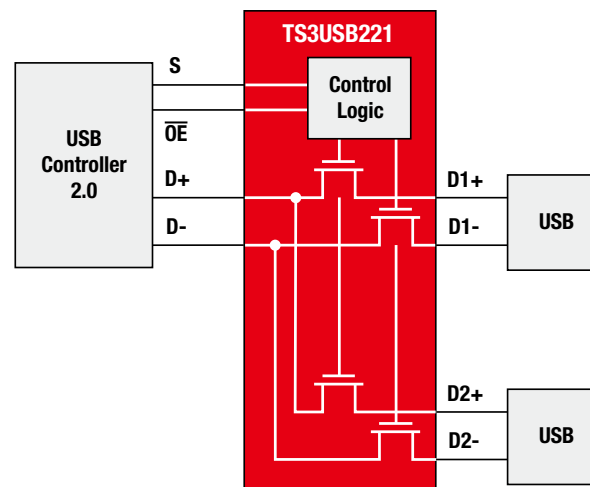 TS3USB221
S
Control
Logic
OE
USB
Controller
2.0
D+
D-
D1+
D1-
USB
D2+
D2-
USB